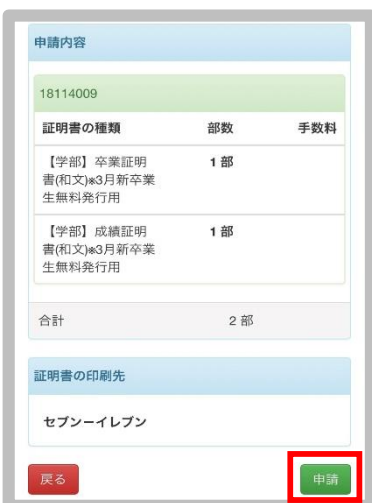 申請内容
18114009
証明書の種類 部数 手数料
【学部】卒業証明 1 部
書(和文)※3月新卒業
生無料発行用
【学部】成績証明 1 部
書(和文)※3月新卒業
生無料発行用
合計 2 部
証明書の印刷先
セブンーイレブン
戻る 申請